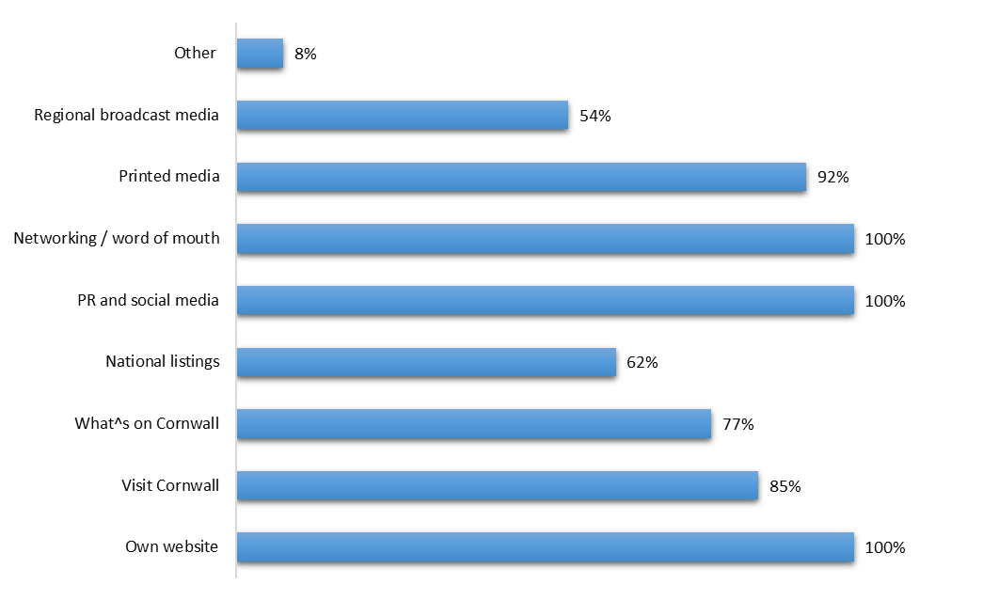 Other 8%
Regional broadcast media 54%
Printed media 92%
Networking / word of mouth 100%
PR and social media 100%
National listings 62%
What^s on Cornwall 77%
Visit Cornwall 85%
Own website 100%